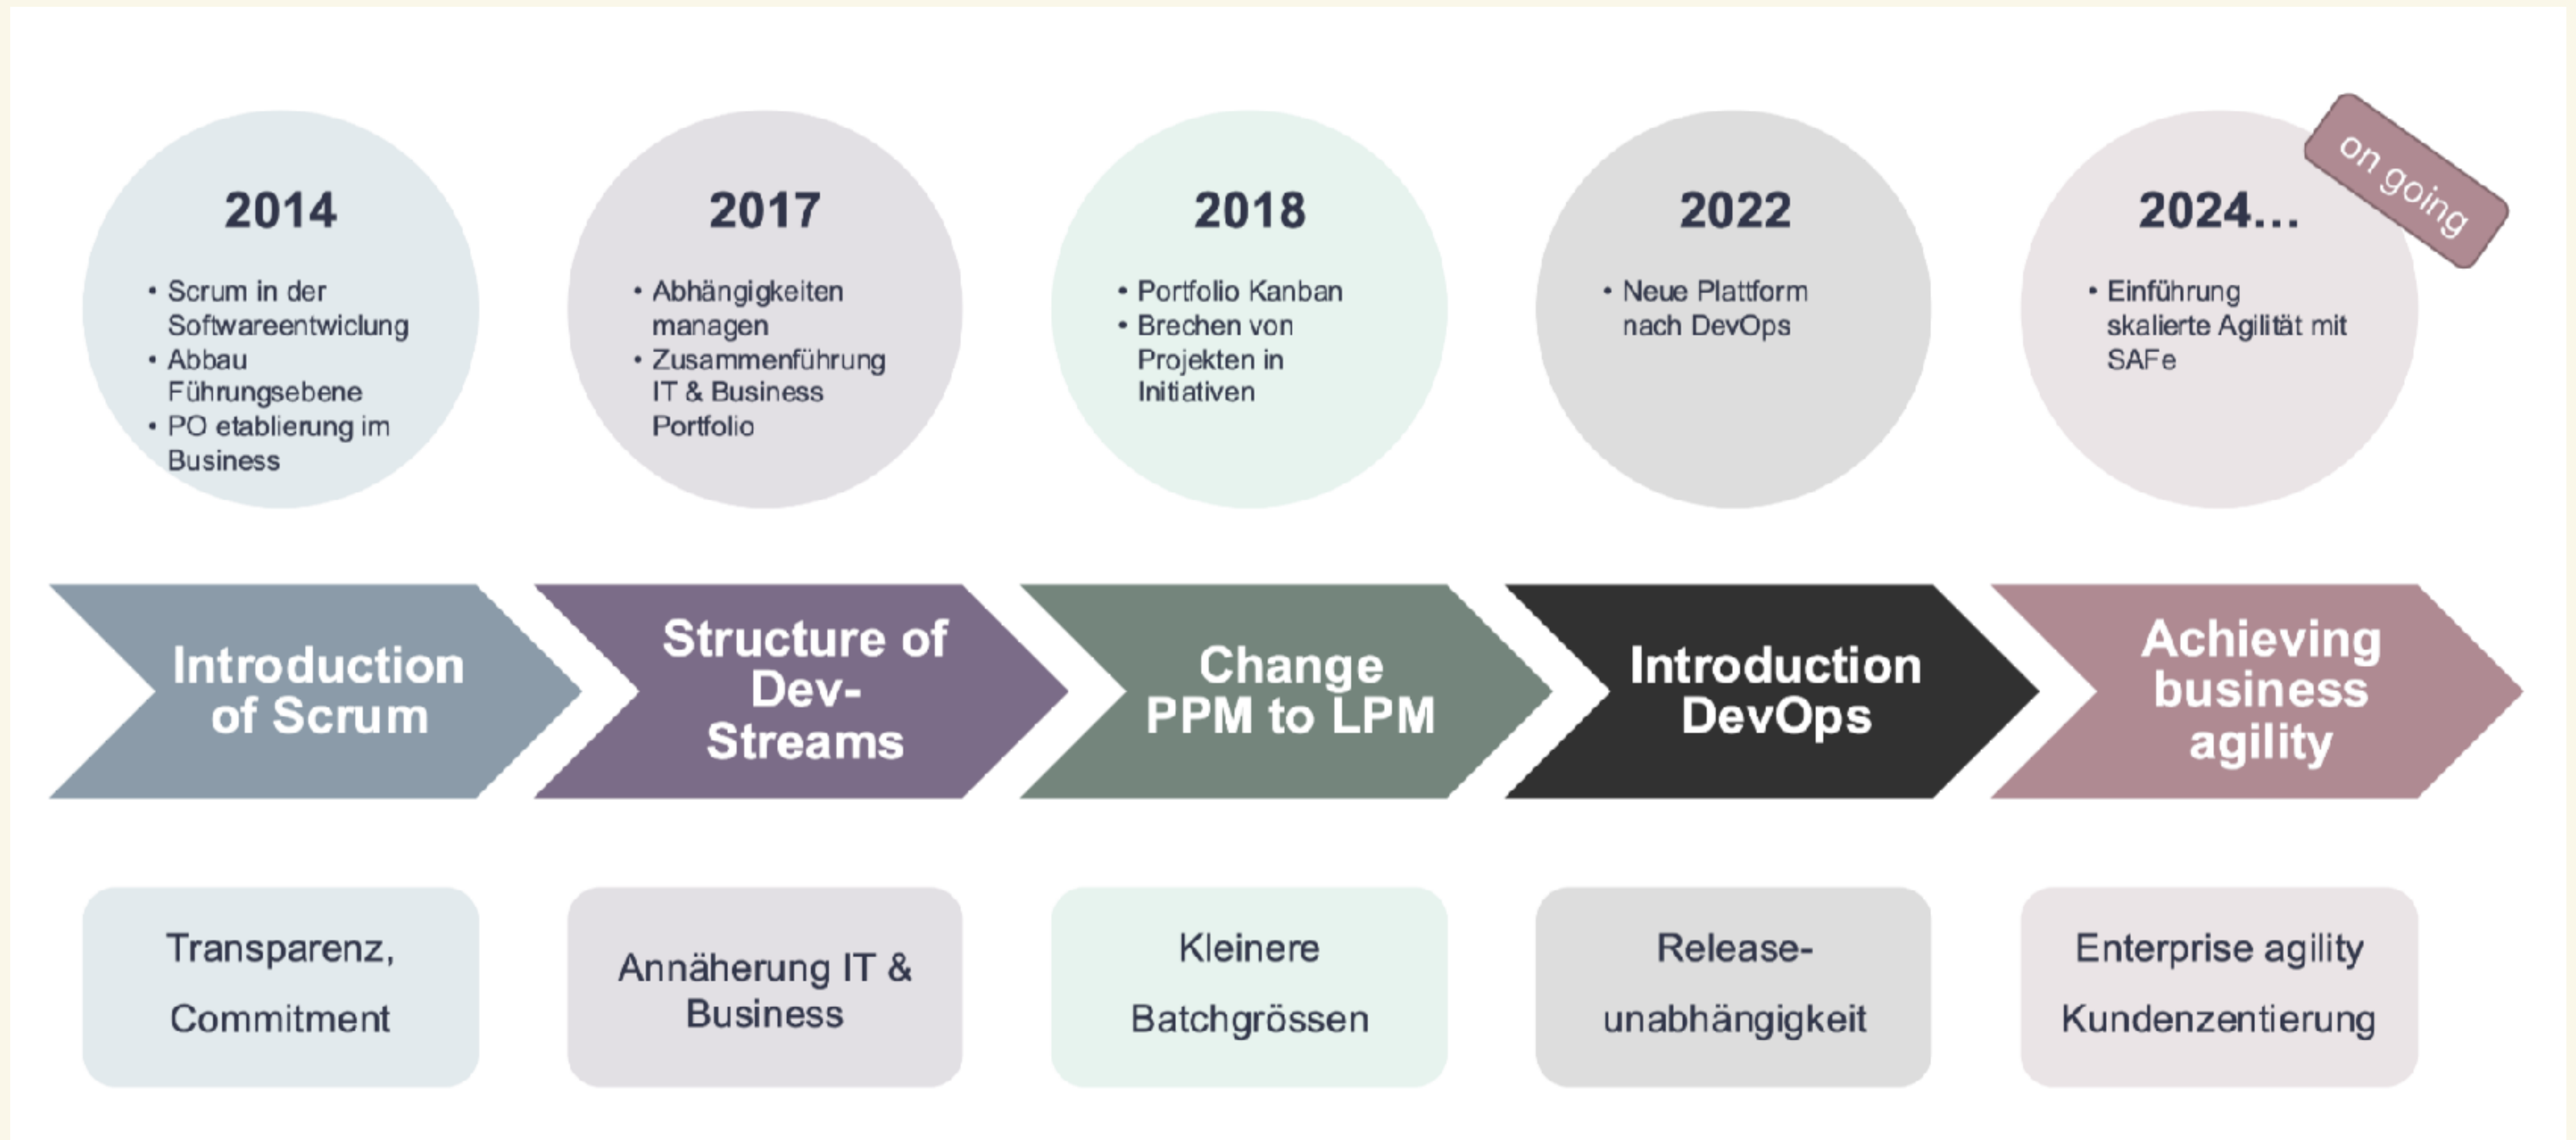 2014
• Scrum in der
Softwareentwiclung
• Abbau
Führungsebene
• PO etablierung im
Business
2017
• Abhängigkeiten
managen
• Zusammenführung
IT & Business
Portfolio
2018
• Portfolio Kanban
• Brechen von
Projekten in
Initiativen
2022
• Neue Plattform
nach DevOps
2024...
on going
• Einführung
skalierte Agilität mit
SAFe
Introduction
of Scrum
Structure of
Dev-
Streams
Change
PPM to LPM
Introduction
DevOps
Achieving
business
agility
Transparenz,
Commitment
Annäherung IT &
Business
Kleinere
Batchgrössen
Release-
unabhängigkeit
Enterprise agility
Kundenzentierung